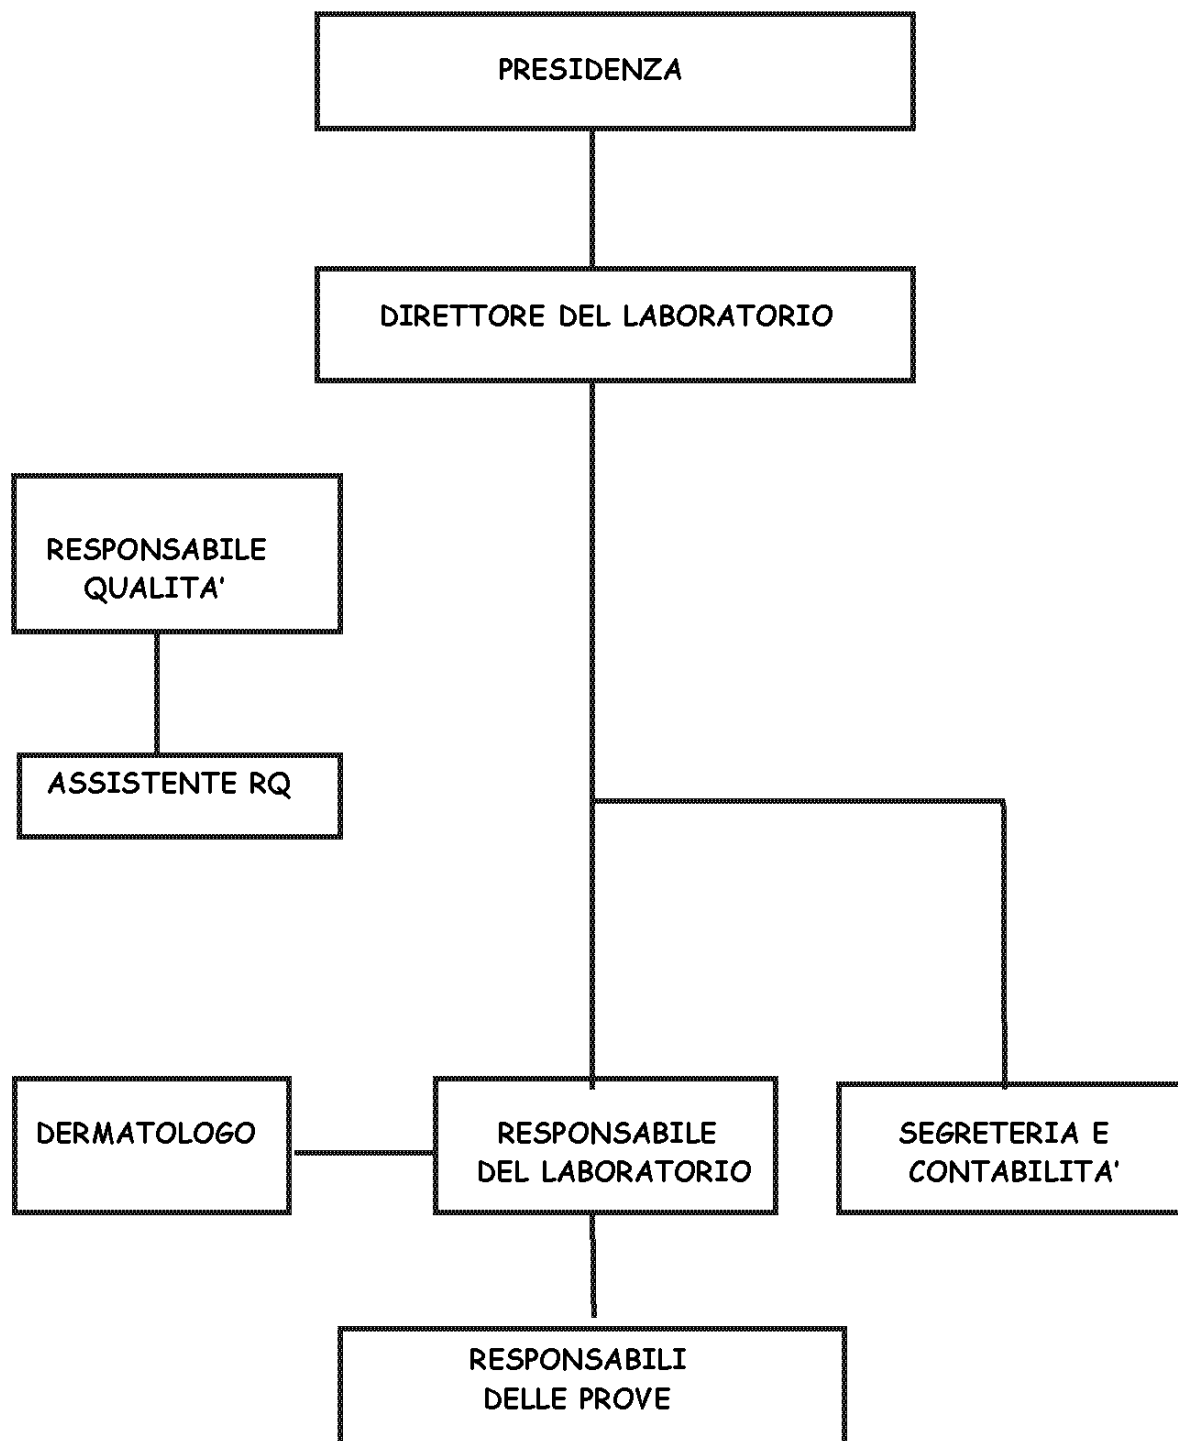 PRESIDENZA
DIRETTORE DEL LABORATORIO
RESPONSABILE
QUALITA'
ASSISTENTE RQ
DERMATOLOGO
RESPONSABILE
DEL LABORATORIO
SEGRETERIA E
CONTABILITA'
RESPONSABILI
DELLE PROVE